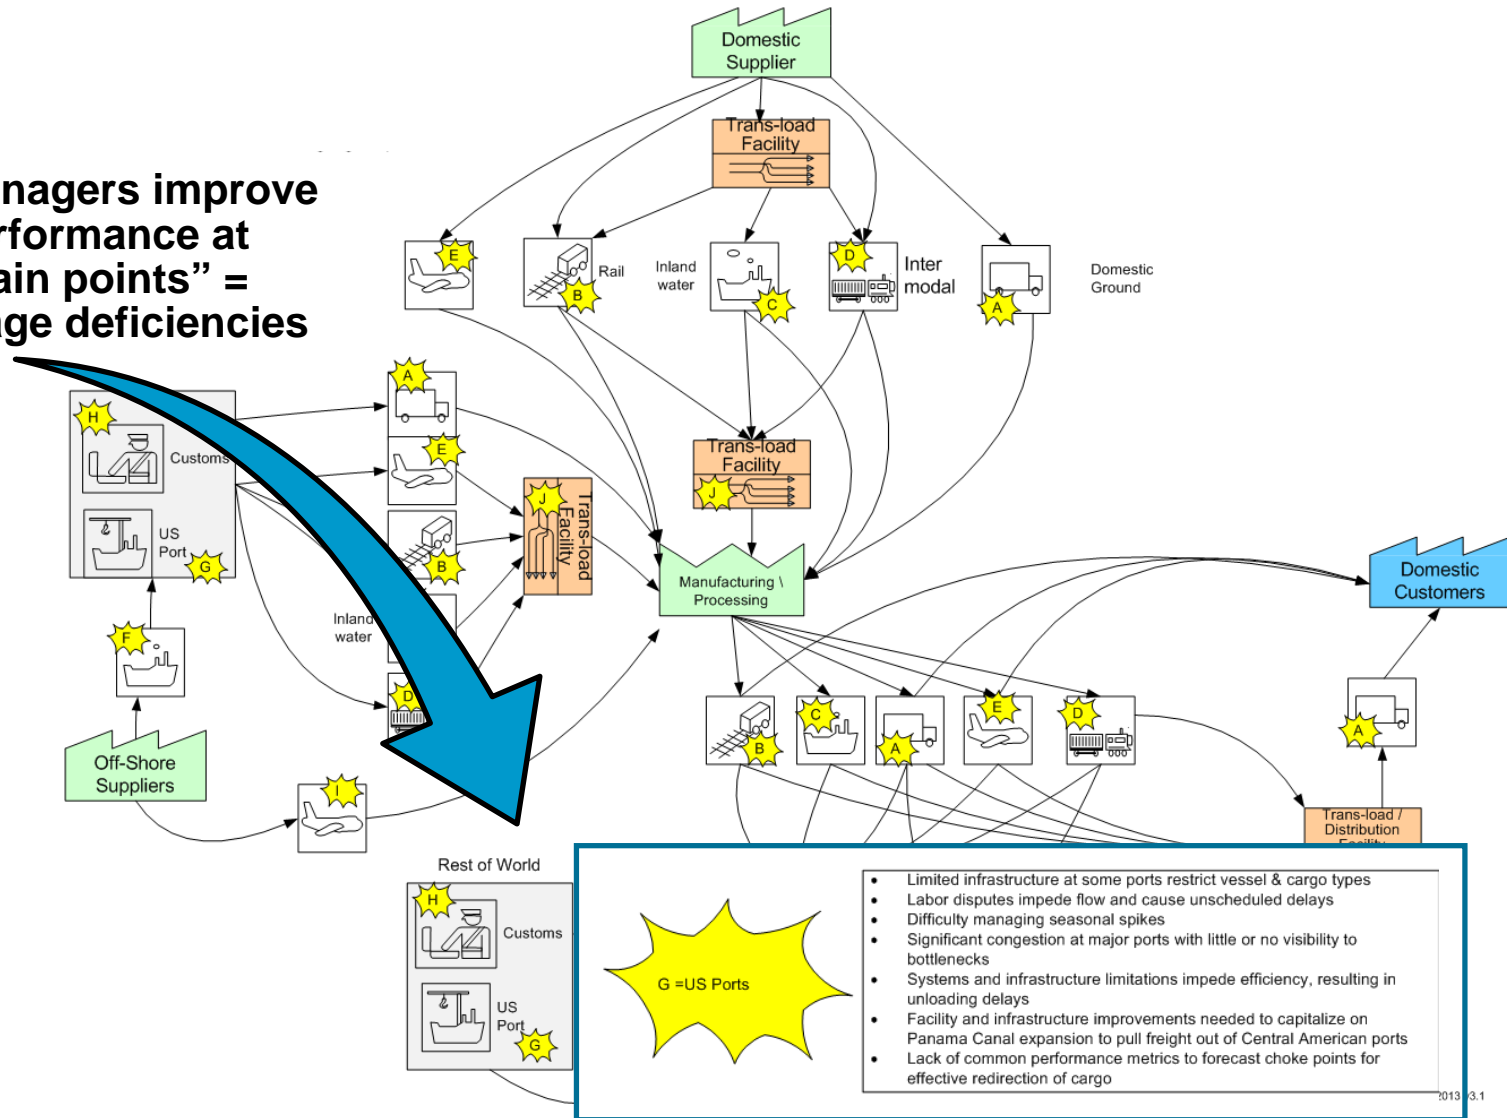 Domestic
Supplier
Trans-load
Facility
nagers improve
rformance at
ain points” =
age deficiencies
E
B
Rail
Inland
water
C
D
Inter
modal
A
Domestic
Ground
H
Customs
US
Port
G
A
E
B
Inland
water
D
J
Trans-load
Facility
Trans-load
Facility
J
Manufacturing \
Processing
Domestic
Customers
F
Off-Shore
Suppliers
I
B
C
A
E
D
A
Trans-load /
Distribution
Facility
Rest of World
H
Customs
US
Port
G
G =US Ports
• Limited infrastructure at some ports restrict vessel & cargo types
• Labor disputes impede flow and cause unscheduled delays
• Difficulty managing seasonal spikes
• Significant congestion at major ports with little or no visibility to
bottlenecks
• Systems and infrastructure limitations impede efficiency, resulting in
unloading delays
• Facility and infrastructure improvements needed to capitalize on
Panama Canal expansion to pull freight out of Central American ports
• Lack of common performance metrics to forecast choke points for
effective redirection of cargo
2013 v3.1